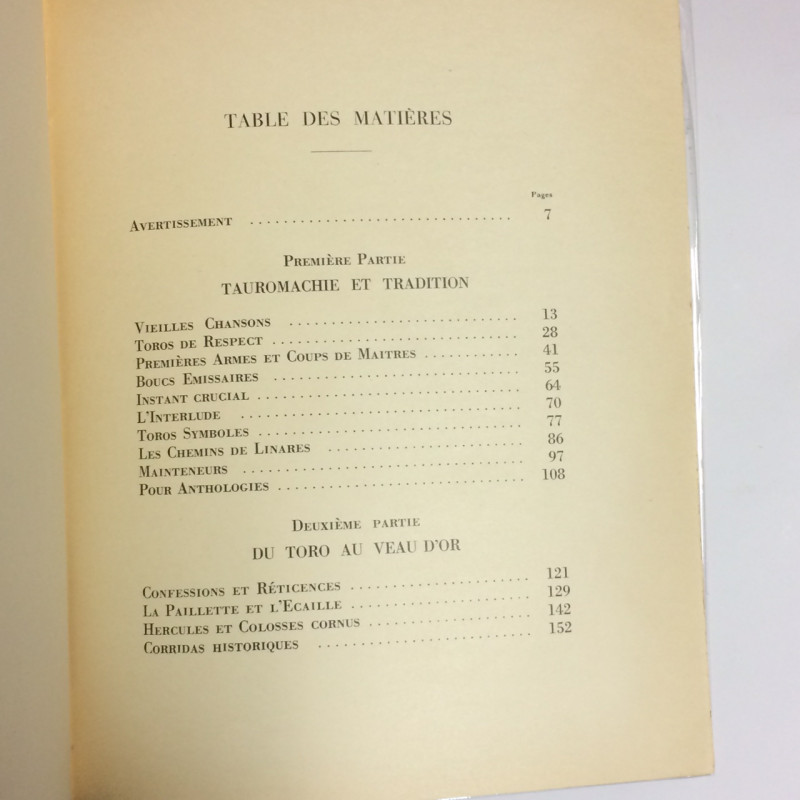 TABLE DES MATIÈRES
Pages
AVERTISSEMENT ................................ 7
PREMIÈRE PARTIE
TAUROMACHIE ET TRADITION
VIEILLES CHANSONS ............................ 13
TOROS DE RESPECT .............................. 28
PREMIÈRES ARMES ET COUPS DE MAITRES ............ 41
BOUCS EMISSAIRES .............................. 55
INSTANT CRUCIAL ................................ 64
L'INTERLUDE .................................. 70
TOROS SYMBOLES ................................ 77
LES CHEMINS DE LINARES ........................ 86
MAINTENEURS .................................. 97
POUR ANTHOLOGIES .............................. 108
DEUXIÈME PARTIE
DU TORO AU VEAU D'OR
CONFESSIONS ET RÉTICENCES ...................... 121
LA PAILLETTE ET L'ECAILLE ...................... 129
HERCULES ET COLOSSES CORNUS .................... 142
CORRIDAS HISTORIQUES .......................... 152